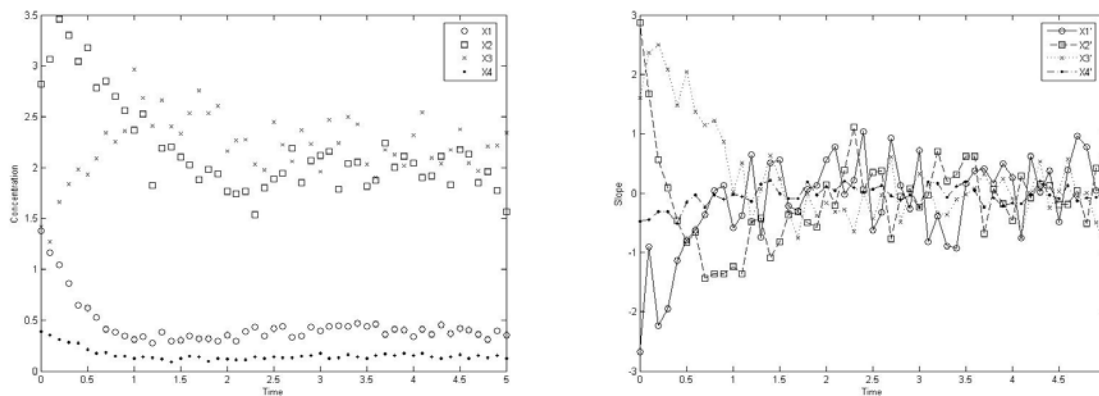 3.5
3
2.5
2
1.5
1
0.5
0
Concentration
0 0.5 1 1.5 2 2.5 3 3.5 4 4.5 5
Time
X1
X2
X3
X4
3
2
1
0
-1
-2
-3
Slope
0 0.5 1 1.5 2 2.5 3 3.5 4 4.5
Time
X1'
X2'
X3'
X4'